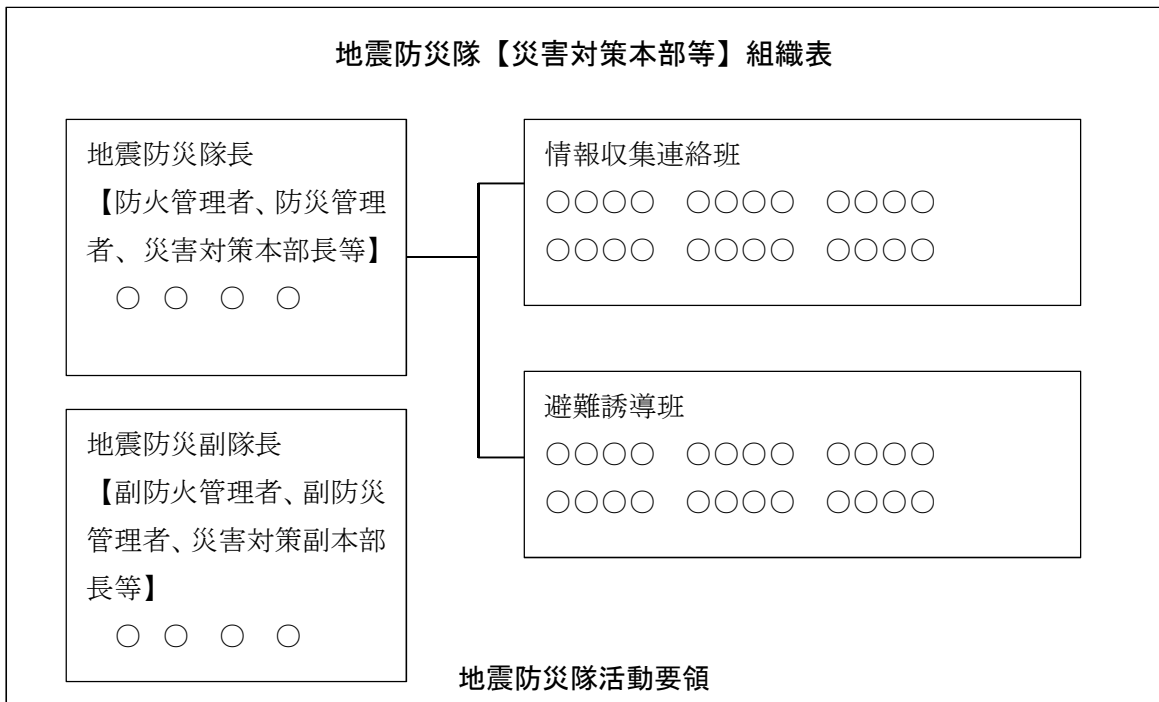 地震防災隊【災害対策本部等】組織表
地震防災隊長
【防火管理者、防災管理
者、災害対策本部長等】
○ ○ ○ ○
地震防災副隊長
【副防火管理者、副防災
管理者、災害対策副本部
長等】
○ ○ ○ ○
情報収集連絡班
○○○○ ○○○○ ○○○○
○○○○ ○○○○ ○○○○
避難誘導班
○○○○ ○○○○ ○○○○
○○○○ ○○○○ ○○○○
地震防災隊活動要領